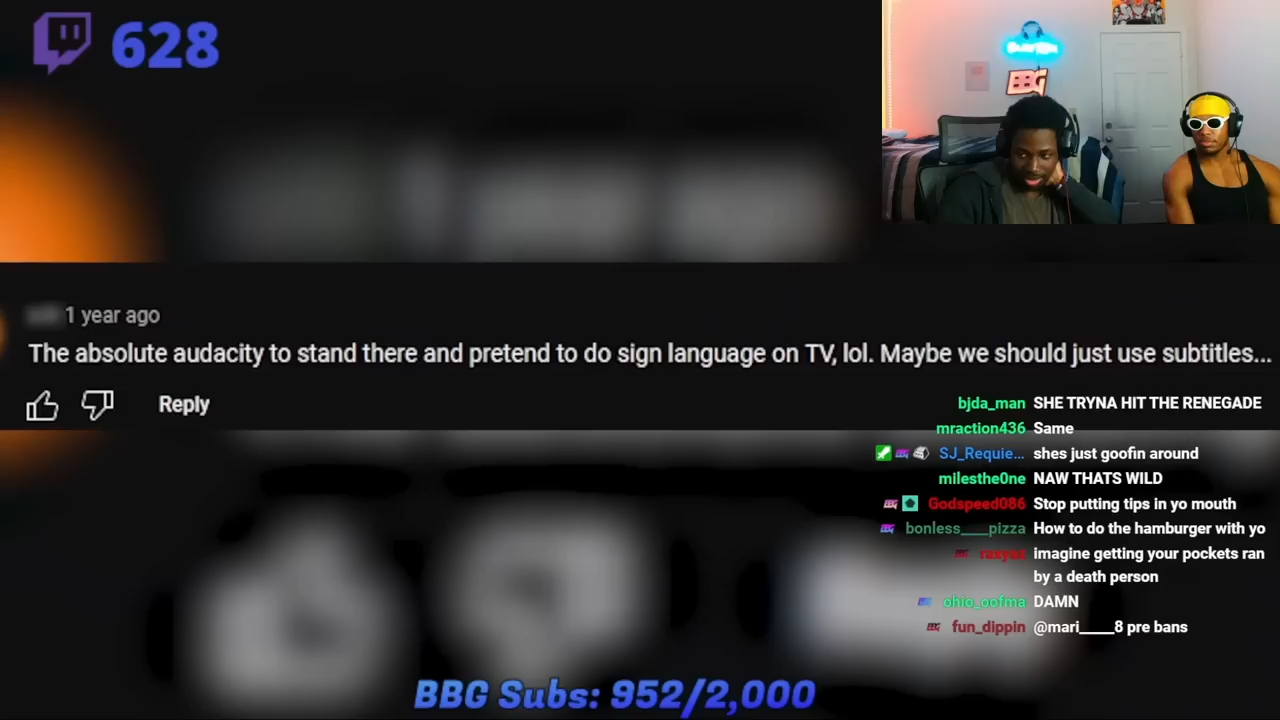 628
BBG
1 year ago
The absolute audacity to stand there and pretend to do sign language on TV, lol. Maybe we should just use subtitles...
Reply
bjda_man SHE TRYNA HIT THE RENEGADE
mraction436 Same
SJ_Requie... shes just goofin around
milesthe0ne NAW THATS WILD
Godspeed086 Stop putting tips in yo mouth
bonless____pizza How to do the hamburger with yo
imagine getting your pockets ran
by a death person
ohio_oofma DAMN
fun_dippin @mari____8 pre bans
BBG Subs: 952/2,000